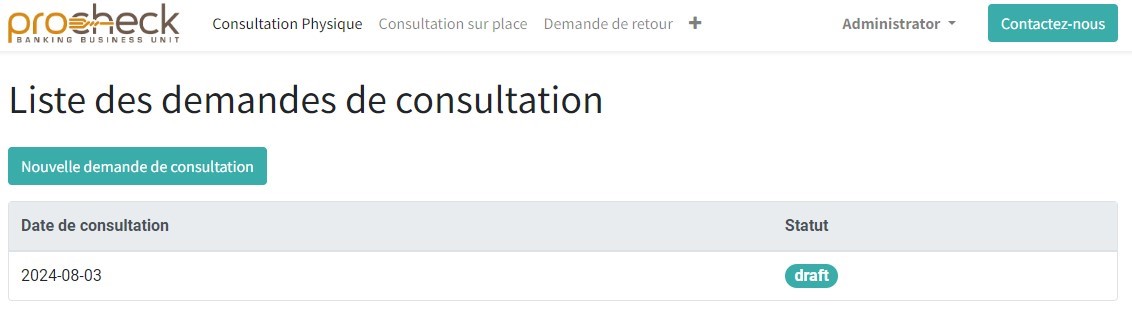 procheck
BANKING BUSINESS UNIT
Consultation Physique Consultation sur place Demande de retour + Administrator Contactez-nous
Liste des demandes de consultation
Nouvelle demande de consultation
Date de consultation Statut
2024-08-03 draft